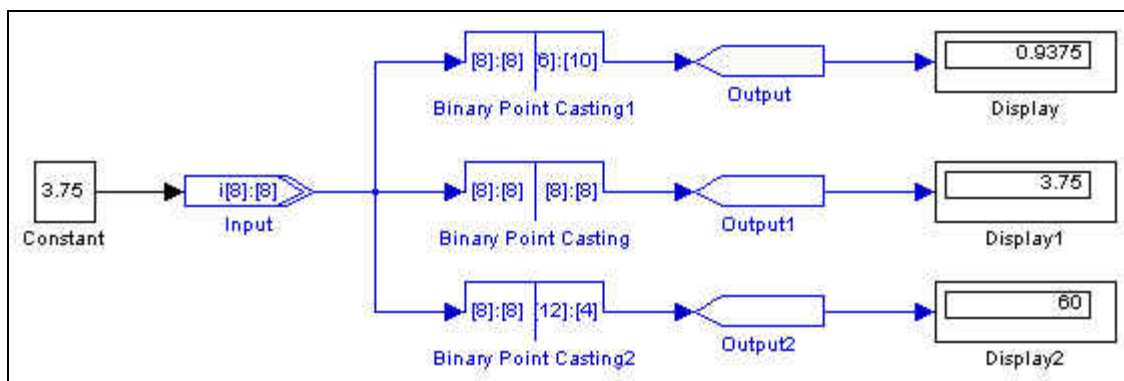 [8]:[8] [6]:[10]
0.9375
Binary Point Casting1
Output
Display
3.75
i[8]:[8]
[8]:[8] [8]:[8]
3.75
Constant
Input
Binary Point Casting
Output1
Display1
[8]:[8] [12]:[4]
60
Binary Point Casting2
Output2
Display2